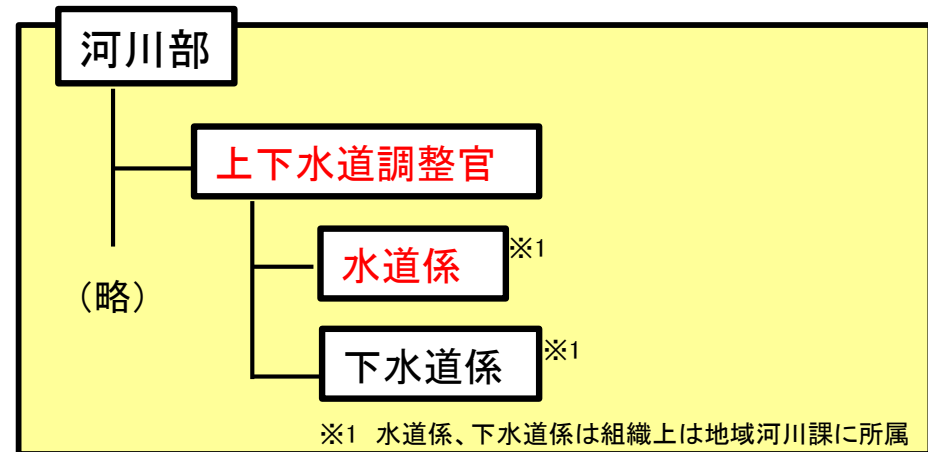 河川部
上下水道調整官
水道係 ※1
(略)
下水道係 ※1
※1 水道係、下水道係は組織上は地域河川課に所属